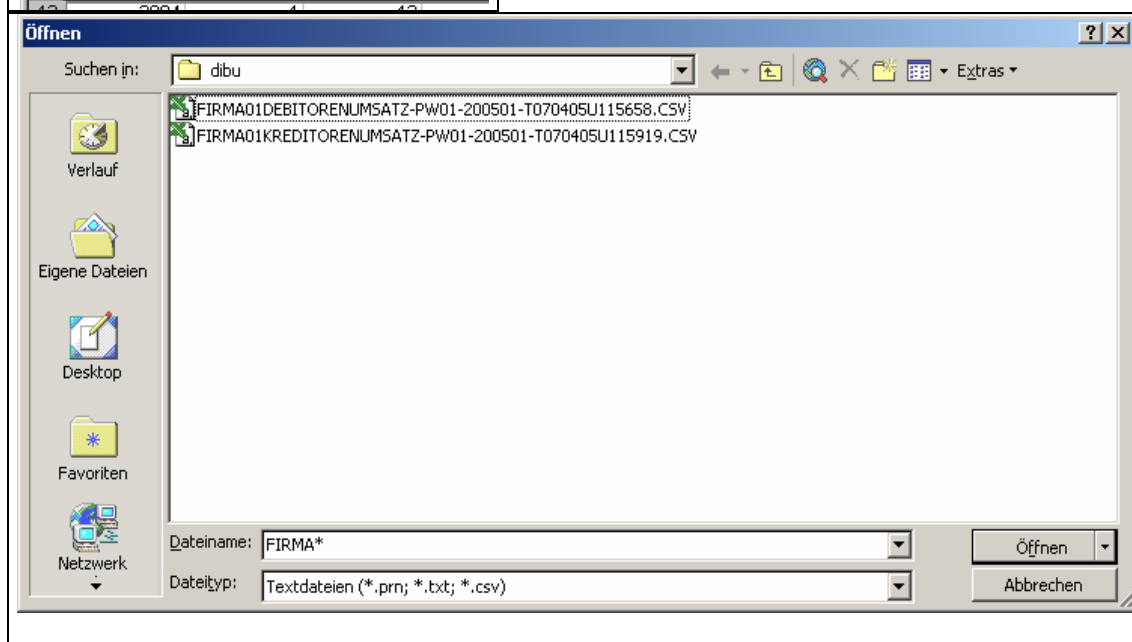 Öffnen
Suchen in: dibu Extras
FIRMA01DEBITORENUMSATZ-PW01-200501-T070405U115658.CSV
FIRMA01KREDITORENUMSATZ-PW01-200501-T070405U115919.CSV
Verlauf
Eigene Dateien
Desktop
Favoriten
Netzwerk
Dateiname: FIRMA* Öffnen
Dateityp: Textdateien (*.prn; *.txt; *.csv) Abbrechen